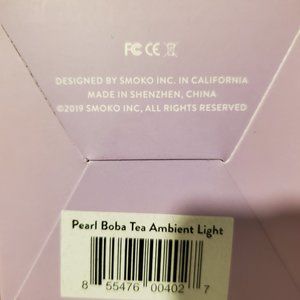 FC CE
DESIGNED BY SMOKO INC. IN CALIFORNIA
MADE IN SHENZHEN, CHINA
©2019 SMOKO INC, ALL RIGHTS RESERVED
Pearl Boba Tea Ambient Light
8 55476 00402 7